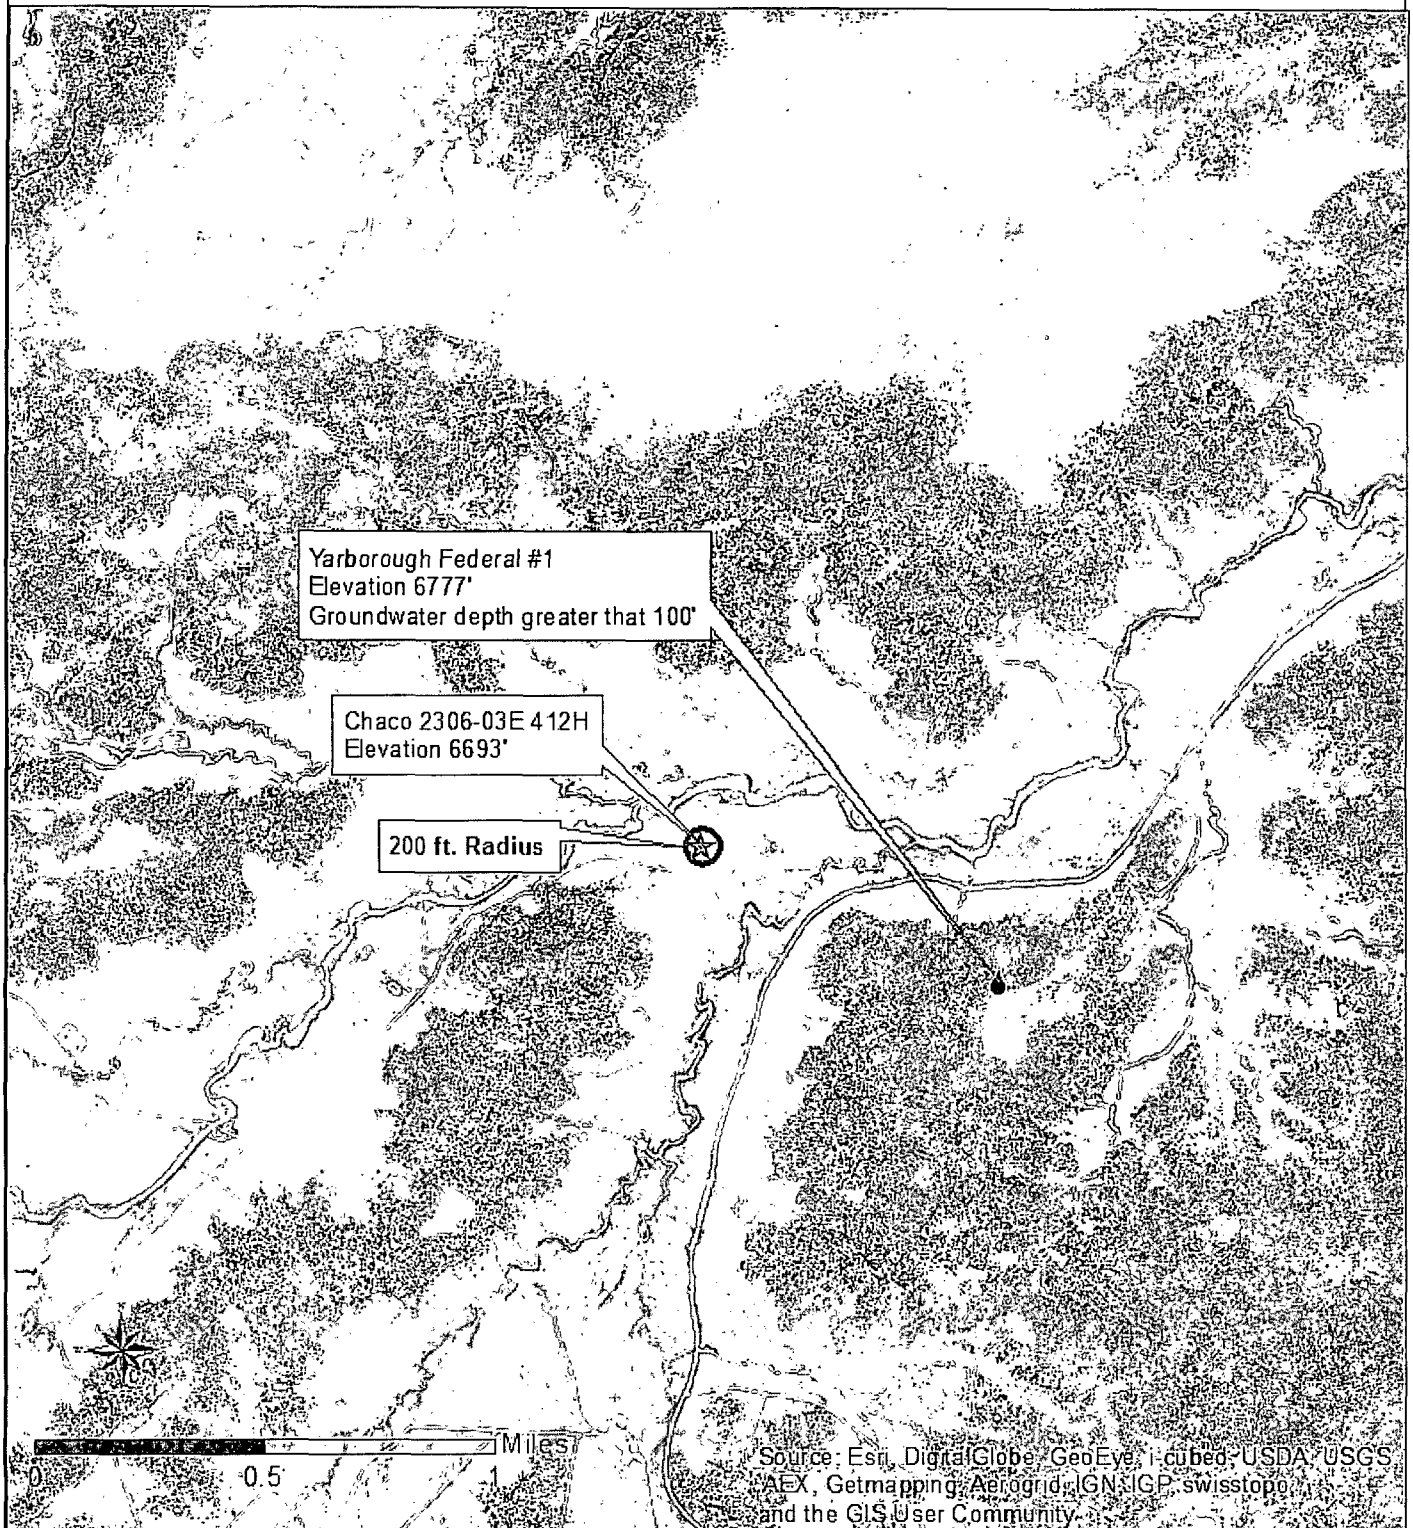 Yarborough Federal #1
Elevation 6777'
Groundwater depth greater that 100'
Chaco 2306-03E 412H
Elevation 6693'
200 ft. Radius
Miles
0 0.5 1
Source: Esri, DigitalGlobe, GeoEye, i-cubed, USDA, USGS
AEX, Getmapping, Aerogrid, IGN, IGP, swisstopo,
and the GIS User Community